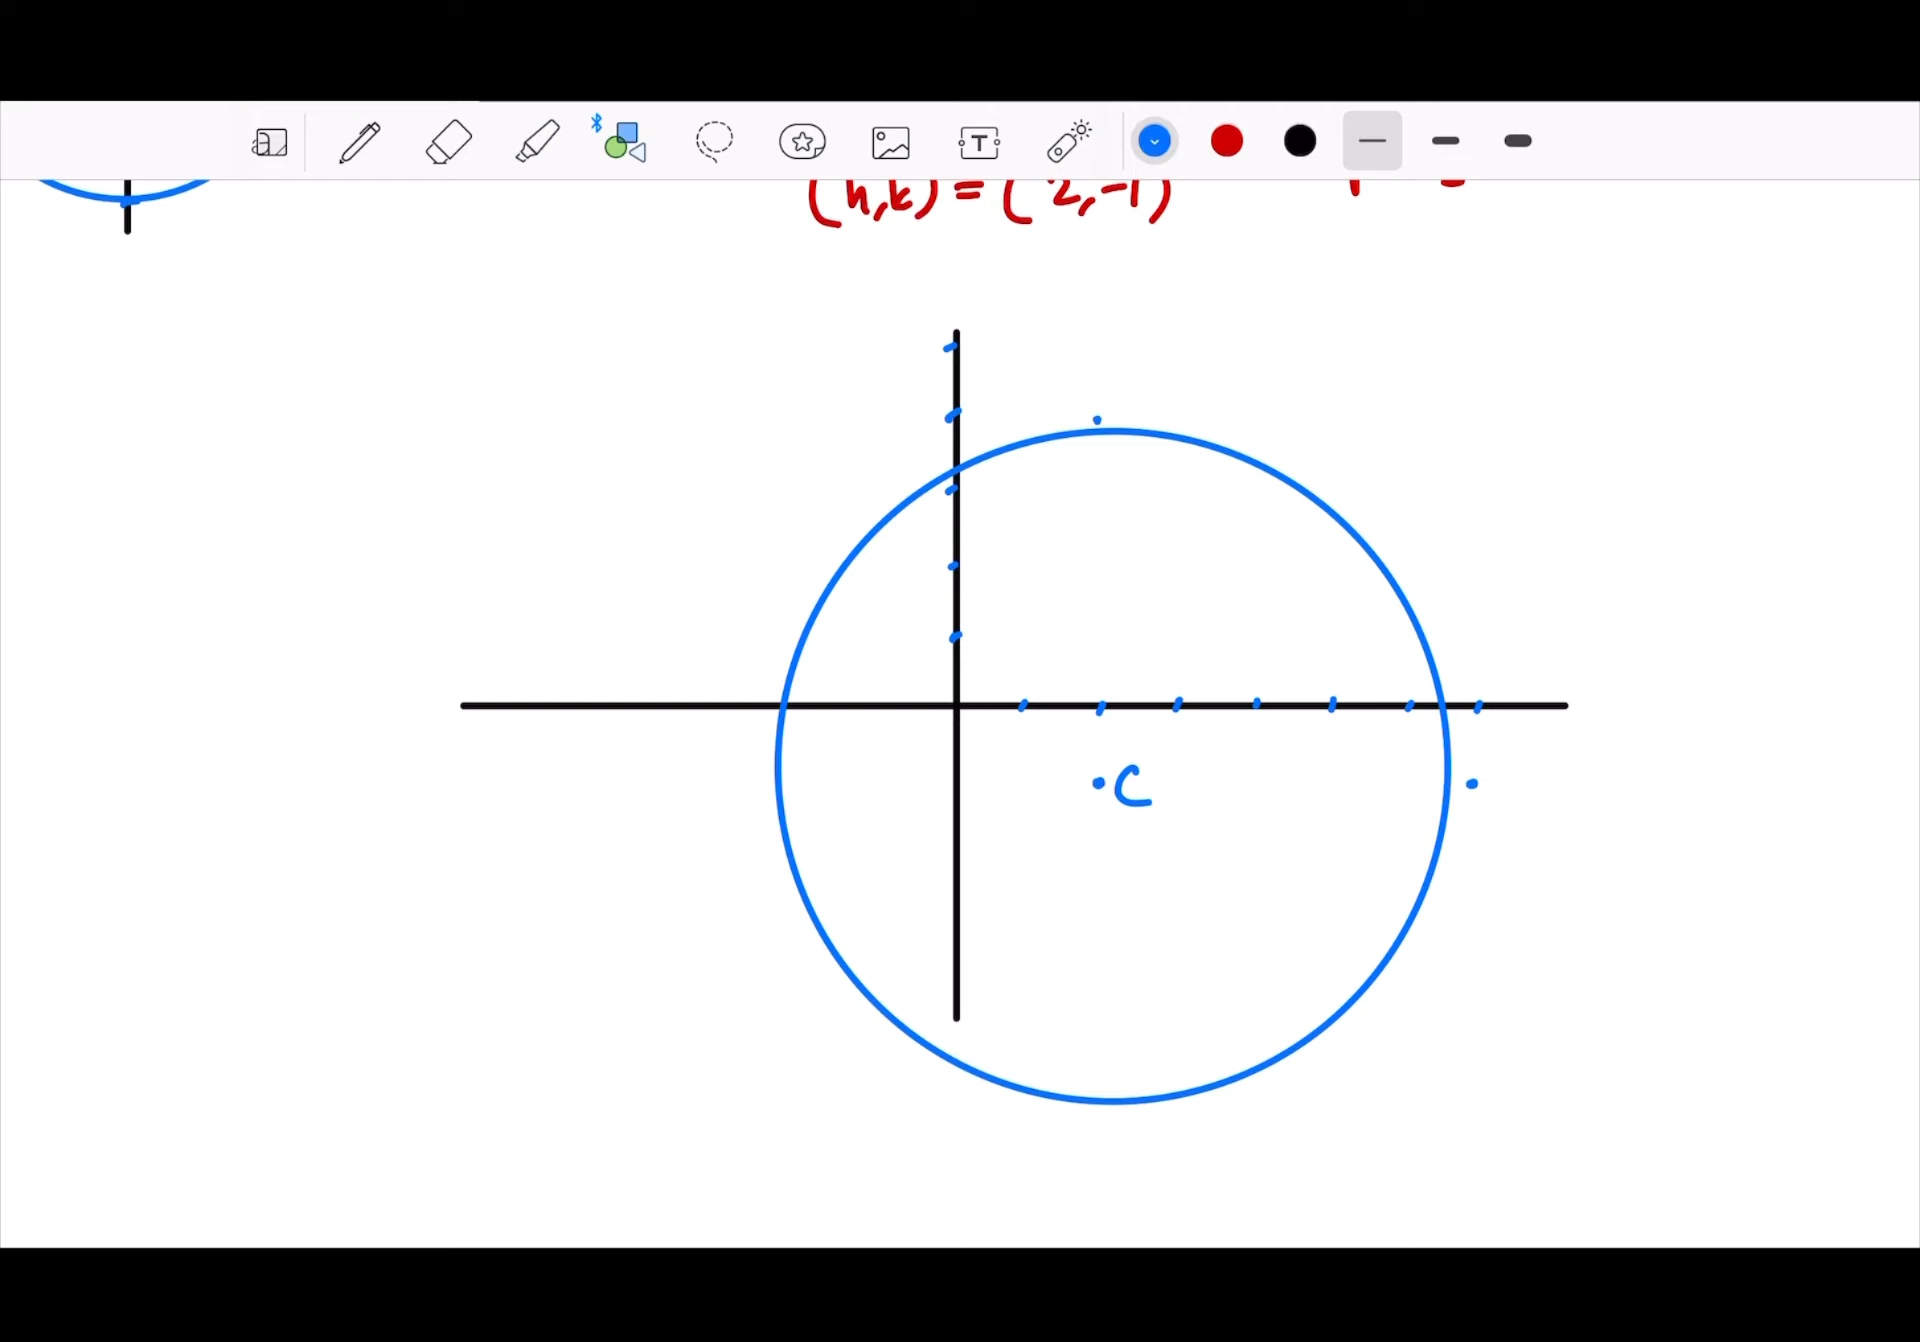 (h,k) = (2,-1)
C